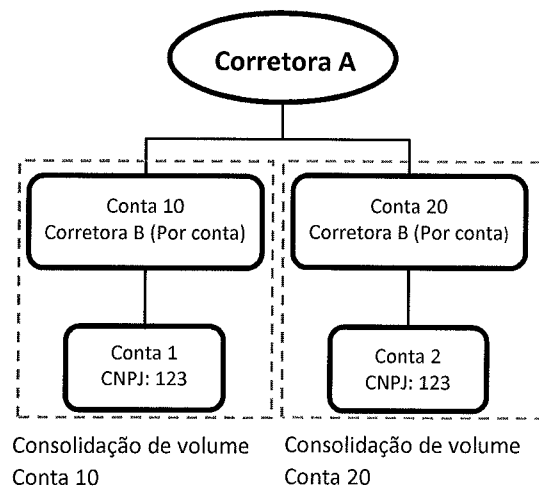 Corretora A
Conta 10
Corretora B (Por conta)
Conta 20
Corretora B (Por conta)
Conta 1
CNPJ: 123
Conta 2
CNPJ: 123
Consolidação de volume
Conta 10
Consolidação de volume
Conta 20